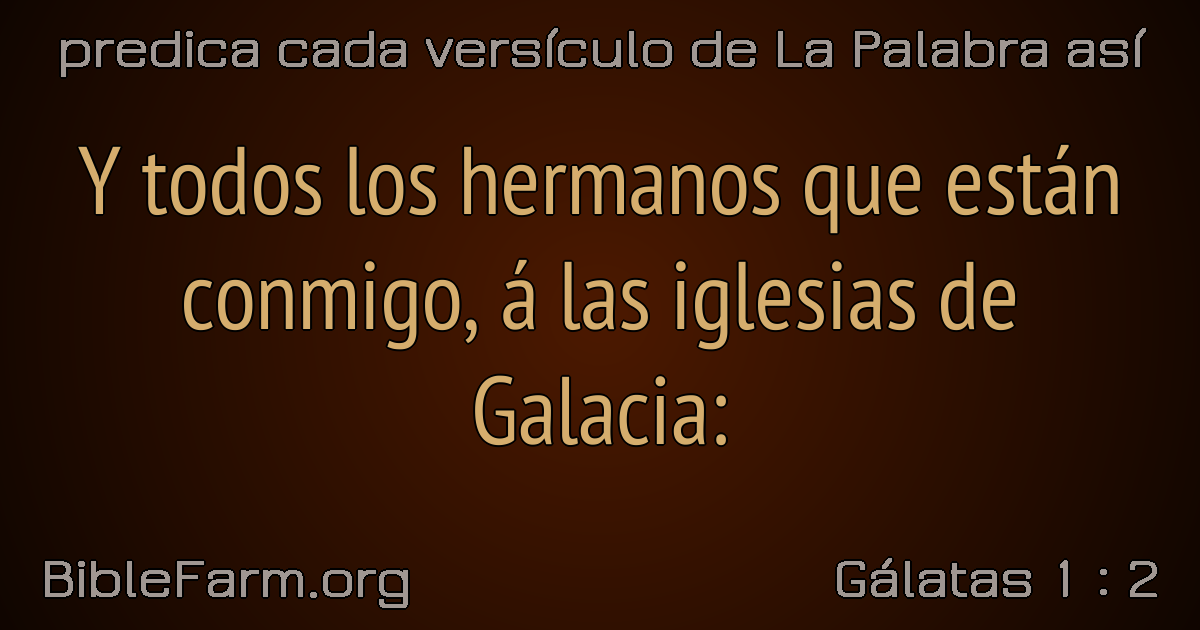 predica cada versículo de La Palabra así
Y todos los hermanos que están
conmigo, á las iglesias de
Galacia:
BibleFarm.org
Gálatas 1 : 2